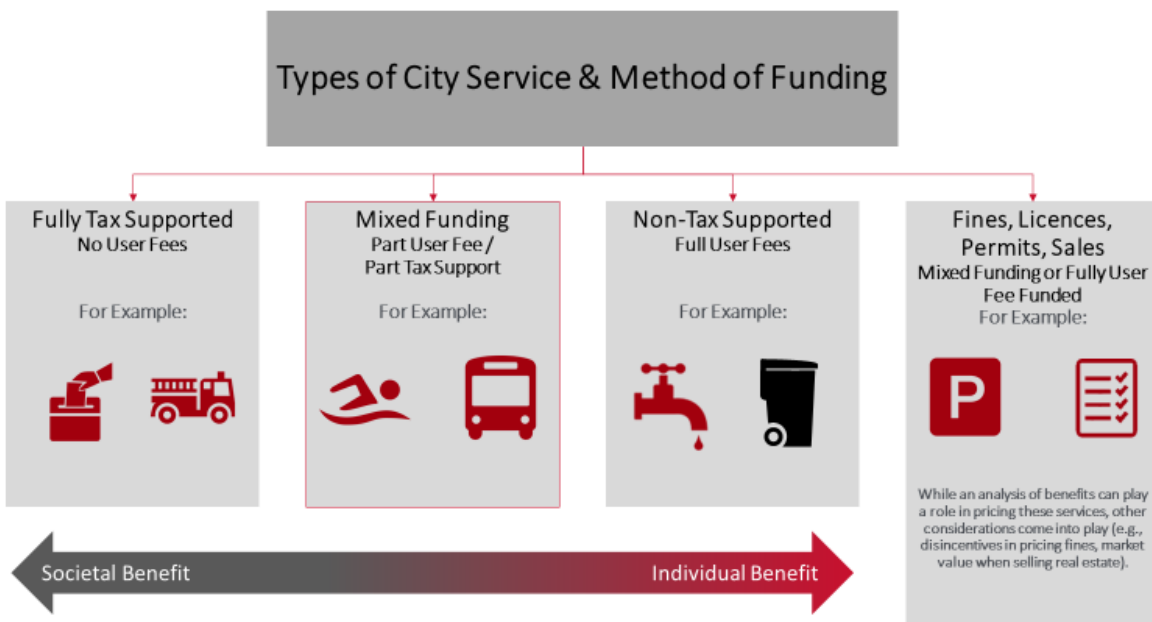 Types of City Service & Method of Funding
Fully Tax Supported
No User Fees
For Example:
Mixed Funding
Part User Fee /
Part Tax Support
For Example:
Non-Tax Supported
Full User Fees
For Example:
Fines, Licences,
Permits, Sales
Mixed Funding or Fully User
Fee Funded
For Example:
P
While an analysis of benefits can play
a role in pricing these services, other
considerations come into play (e.g.,
disincentives in pricing fines, market
value when selling real estate).
Societal Benefit
Individual Benefit